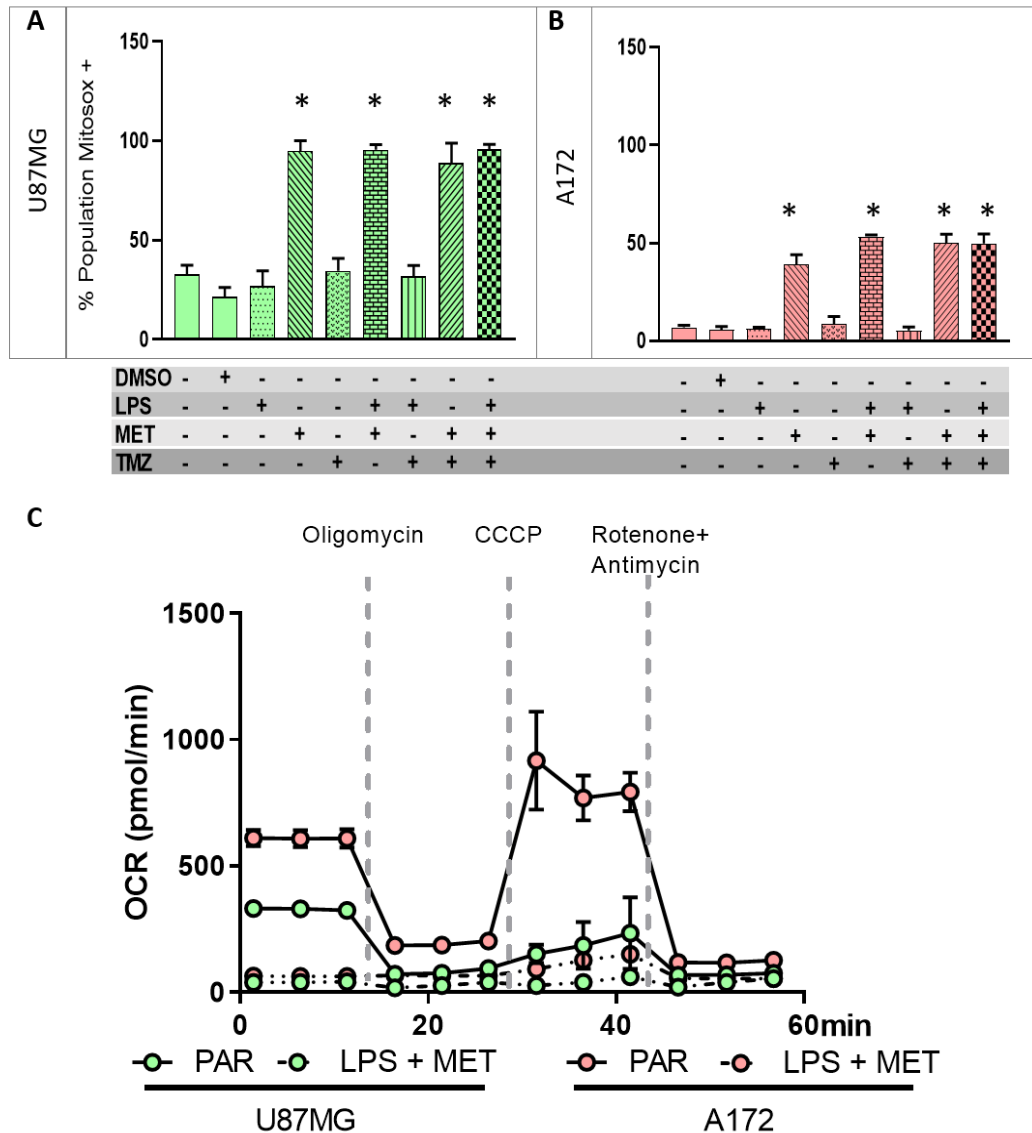 A
B
U87MG
% Population Mitosox +
150
100
50
0
* * * *
A172
150
100
50
0
* * * *
DMSO - + - - - - - - - - + - - - - - - -
LPS - - + - - + + - + - - + - - + + - +
MET - - - + - + - + + - - - + - + - + +
TMZ - - - - + - + + + - - - - + - + + +
C
Oligomycin CCCP Rotenone+
Antimycin
OCR (pmol/min)
1500
1000
500
0
0 20 40 60min
PAR LPS + MET PAR LPS + MET
U87MG A172